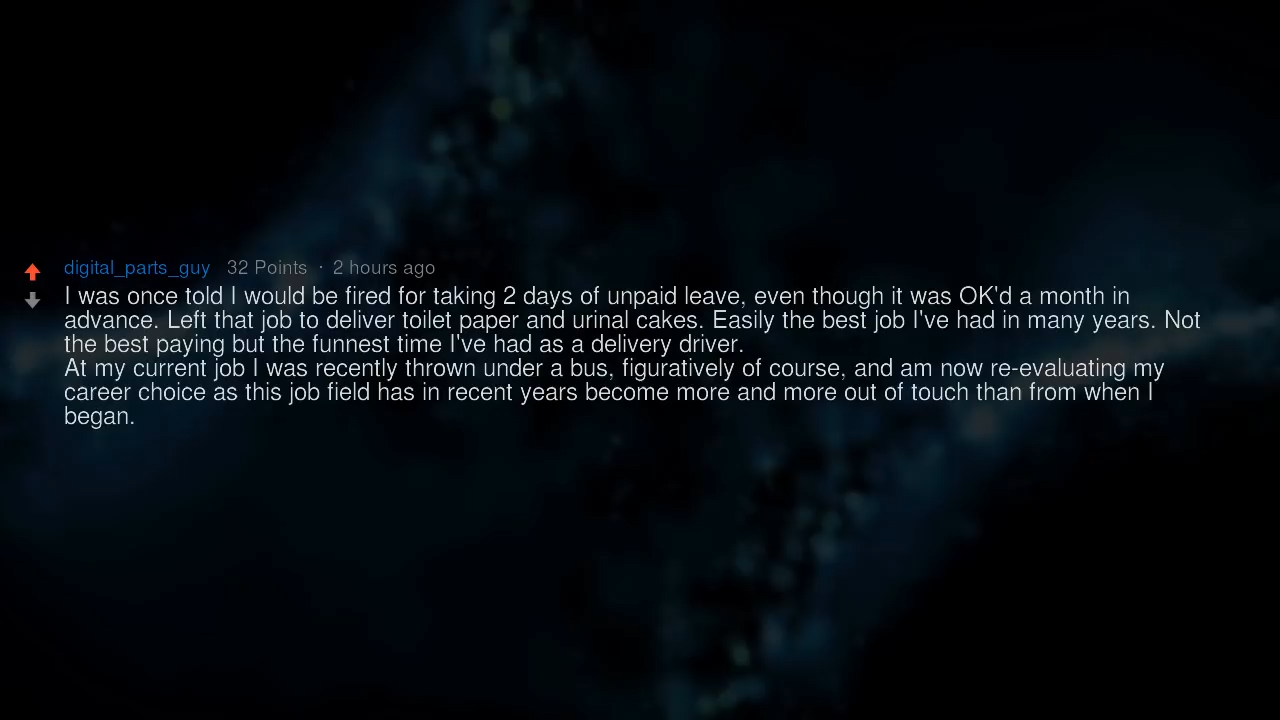 digital_parts_guy 32 Points · 2 hours ago
I was once told I would be fired for taking 2 days of unpaid leave, even though it was OK'd a month in
advance. Left that job to deliver toilet paper and urinal cakes. Easily the best job I've had in many years. Not
the best paying but the funnest time I've had as a delivery driver.
At my current job I was recently thrown under a bus, figuratively of course, and am now re-evaluating my
career choice as this job field has in recent years become more and more out of touch than from when I
began.